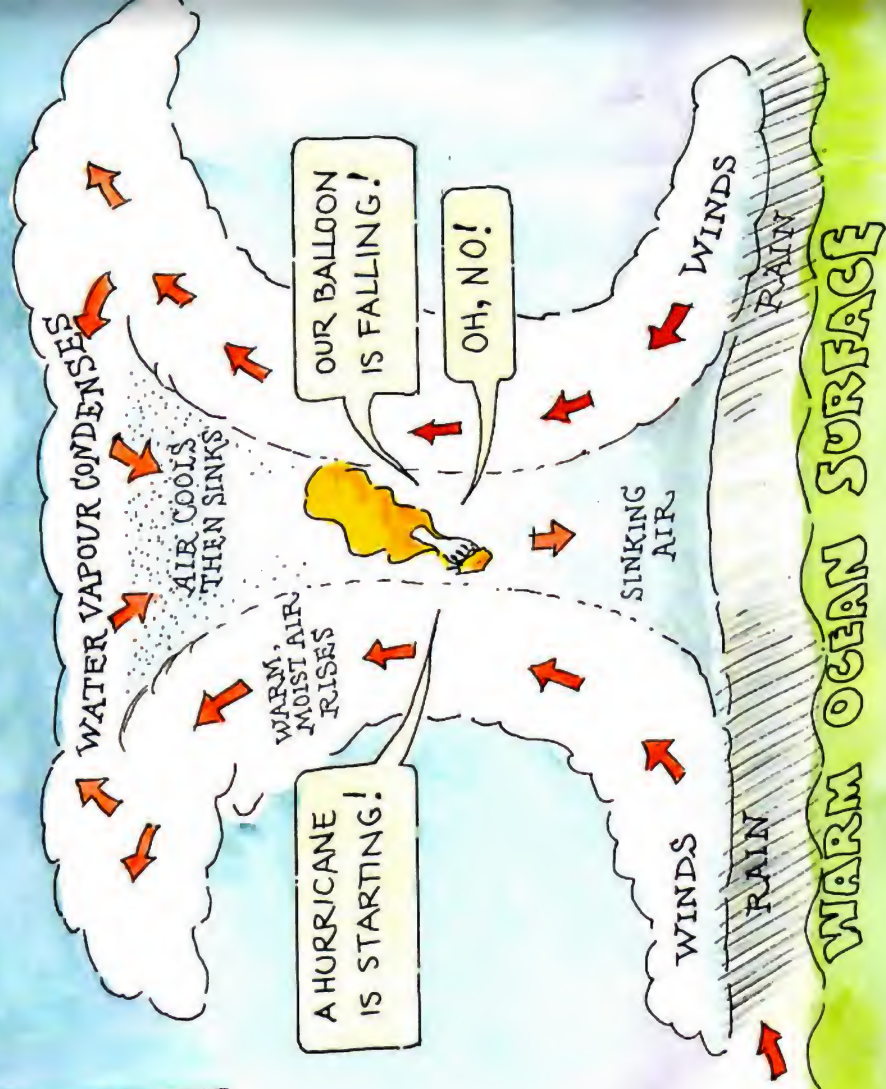 WATER VAPOUR CONDENSES
AIR COOLS
THEN SINKS
WARM,
MOIST AIR
RISES
A HURRICANE
IS STARTING!
OUR BALLOON
IS FALLING!
OH, NO!
SINKING
AIR
WINDS
WINDS
RAIN
RAIN
WARM OCEAN SURFACE